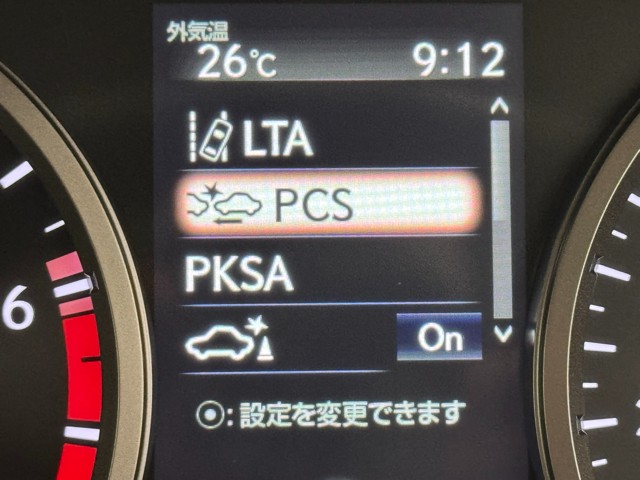 外気温
26℃ 9:12
LTA
PCS
PKSA
On
⦿: 設定を変更できます
6